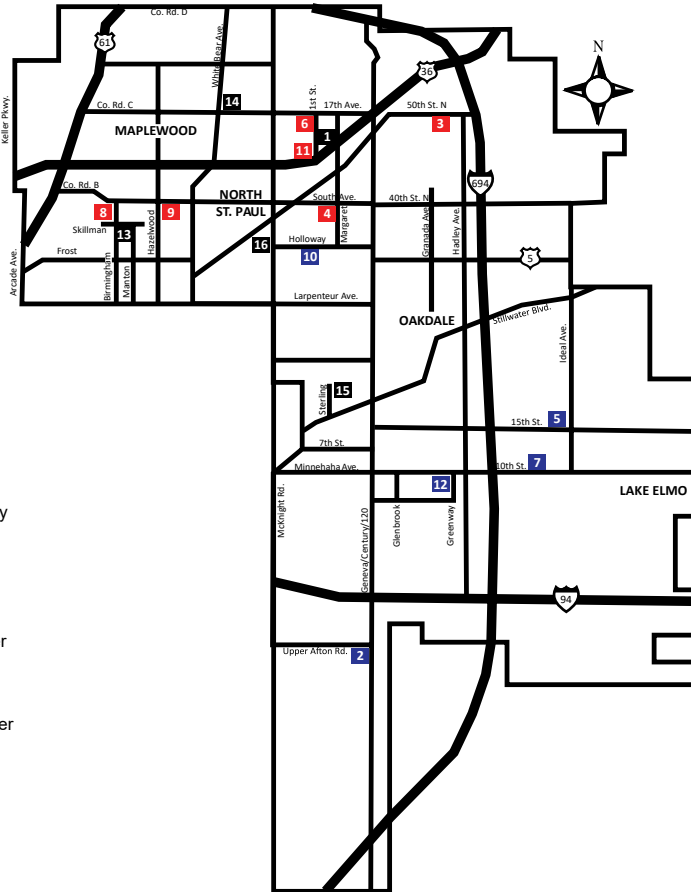 Co. Rd. D
61
White Bear Ave.
N
36
Keller Pkwy.
Co. Rd. C
14
1st St.
17th Ave.
50th St. N
MAPLEWOOD
6
1
3
11
694
Co. Rd. B
NORTH
ST. PAUL
South Ave.
40th St. N
8
9
4
Margaret
Granada Ave.
Hadley Ave.
Skillman
13
Hazelwood
16
Holloway
Frost
10
5
Arcade Ave.
Birmingham
Manton
Larpenteur Ave.
OAKDALE
Stillwater Blvd.
Ideal Ave.
Sterling
15
15th St.
5
7th St.
Minnehaha Ave.
10th St.
7
12
LAKE ELMO
McKnight Rd.
Geneva/Century/120
Glenbrook
Greenway
y
94
er
Upper Afton Rd.
2
er